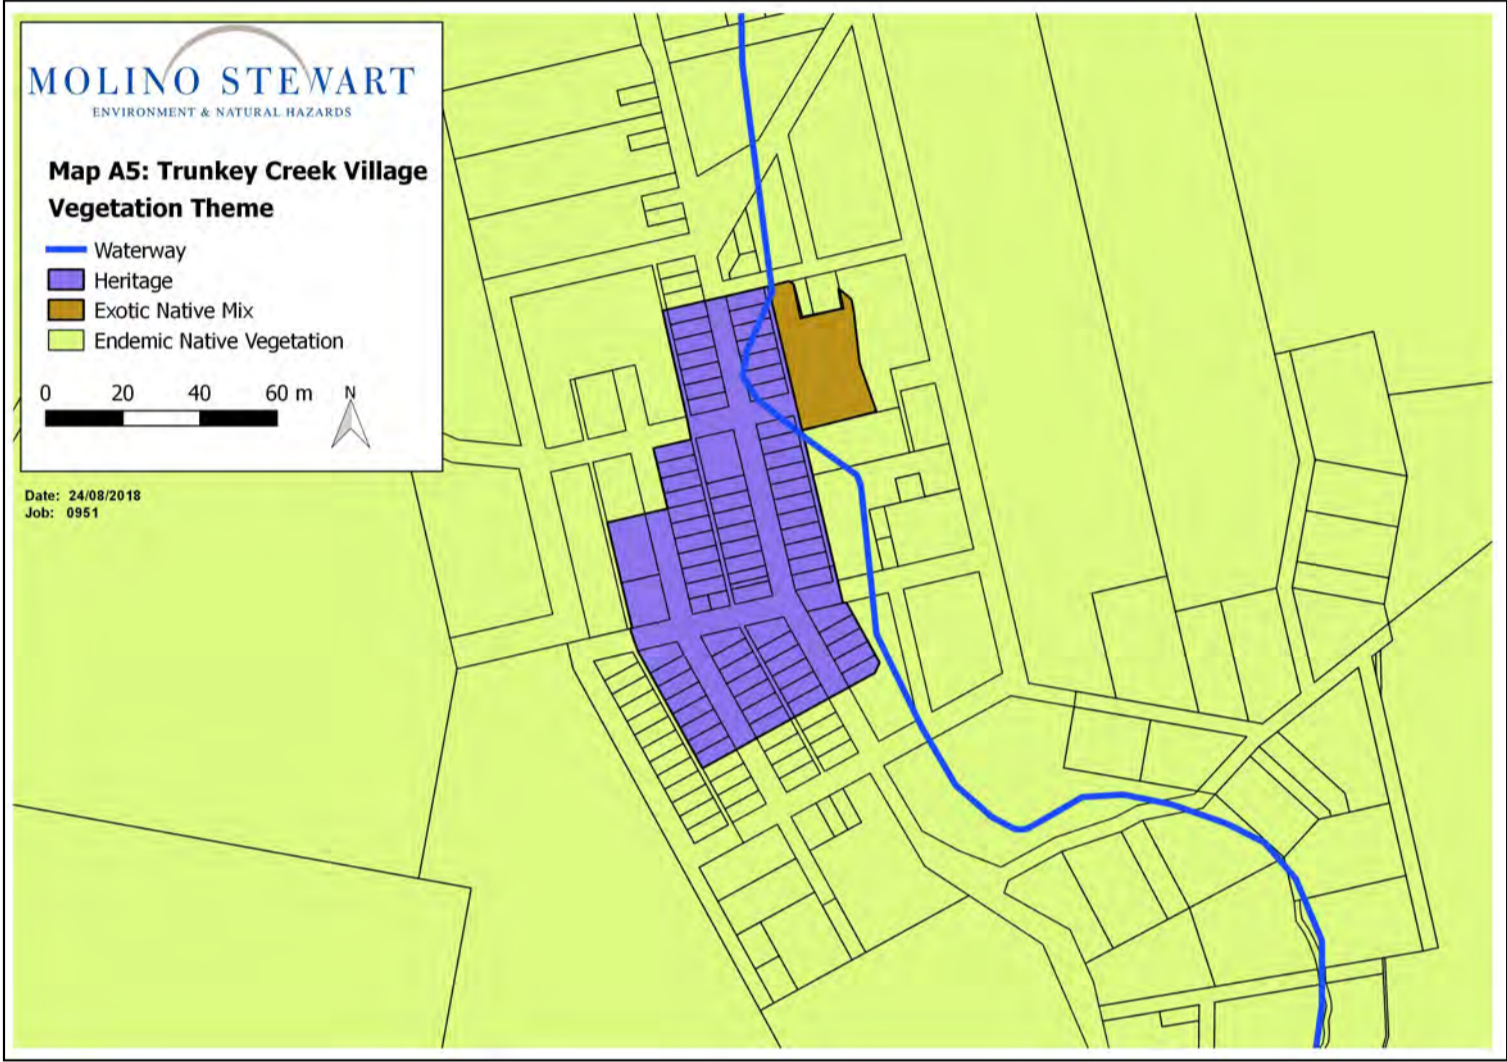 MOLINO STEWART
ENVIRONMENT & NATURAL HAZARDS
Map A5: Trunkey Creek Village
Vegetation Theme
Waterway
Heritage
Exotic Native Mix
Endemic Native Vegetation
0 20 40 60 m N
Date: 24/08/2018
Job: 0951